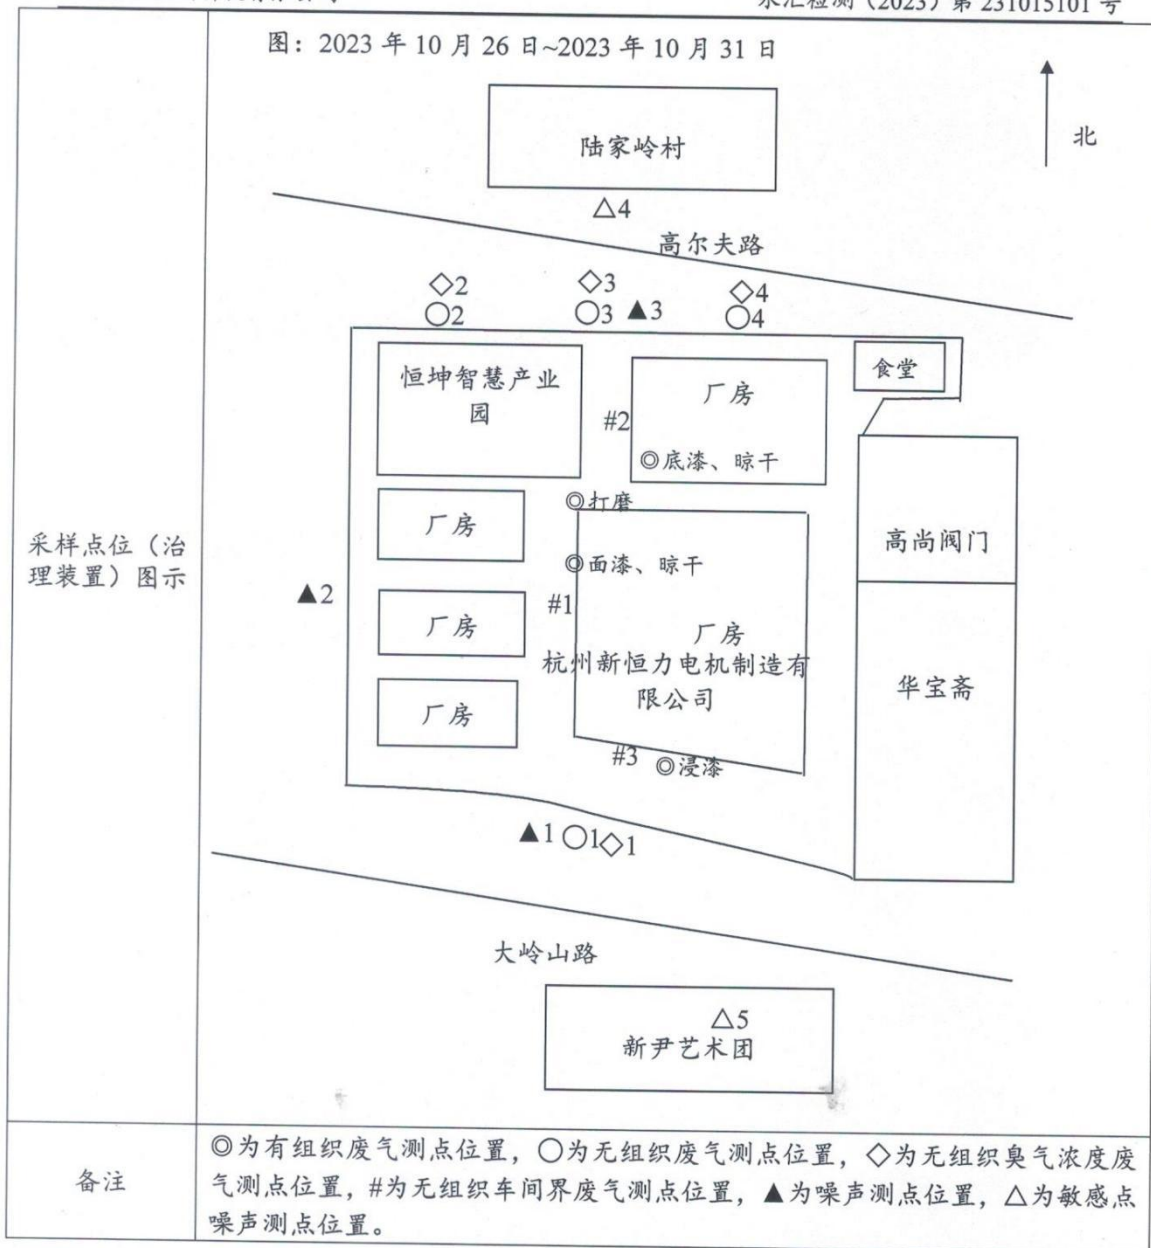 (2023)第 231015101 号
图：2023 年 10 月 26 日~2023 年 10 月 31 日
北
陆家岭村
△4
高尔夫路
◇2
◇3
◇4
○2
○3 ▲3
○4
恒坤智慧产业
园
厂房
食堂
#2
◎底漆、晾干
◎打磨
厂房
高尚阀门
采样点位（治
理装置）图示
◎面漆、晾干
▲2
#1
厂房
厂房
杭州新恒力电机制造有
限公司
华宝斋
厂房
#3 ◎浸漆
▲1 ○1◇1
大岭山路
△5
新尹艺术团
备注
◎为有组织废气测点位置，○为无组织废气测点位置，◇为无组织臭气浓度废
气测点位置，#为无组织车间界废气测点位置，▲为噪声测点位置，△为敏感点
噪声测点位置。